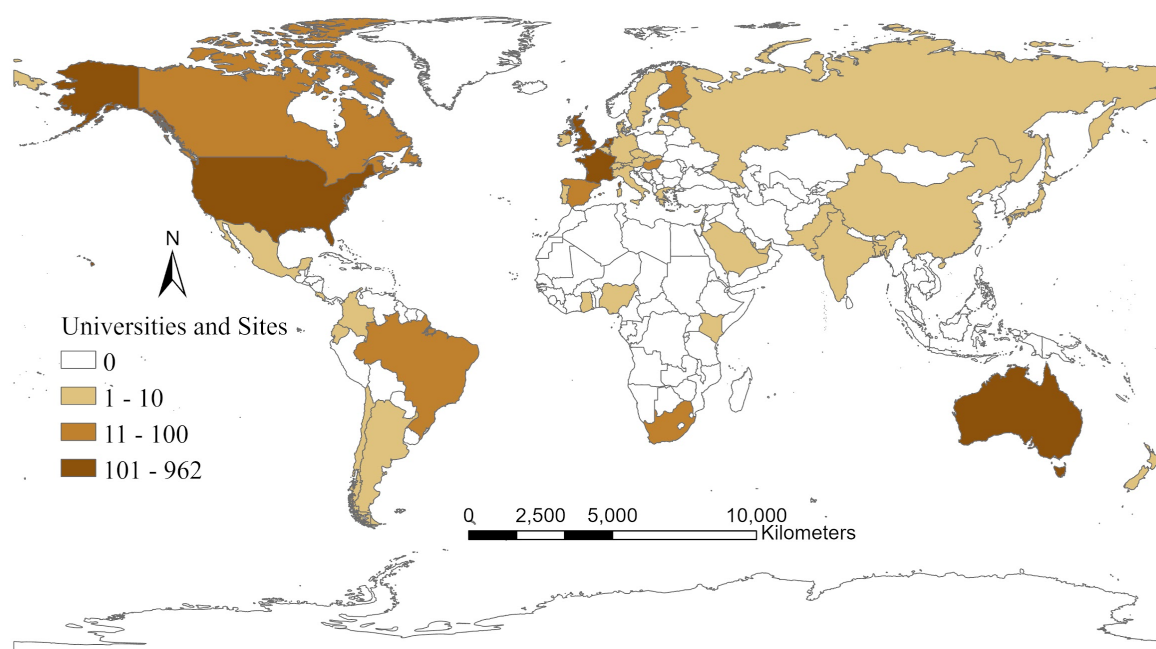 N
Universities and Sites
0
1 - 10
11 - 100
101 - 962
0 2,500 5,000 10,000
Kilometers